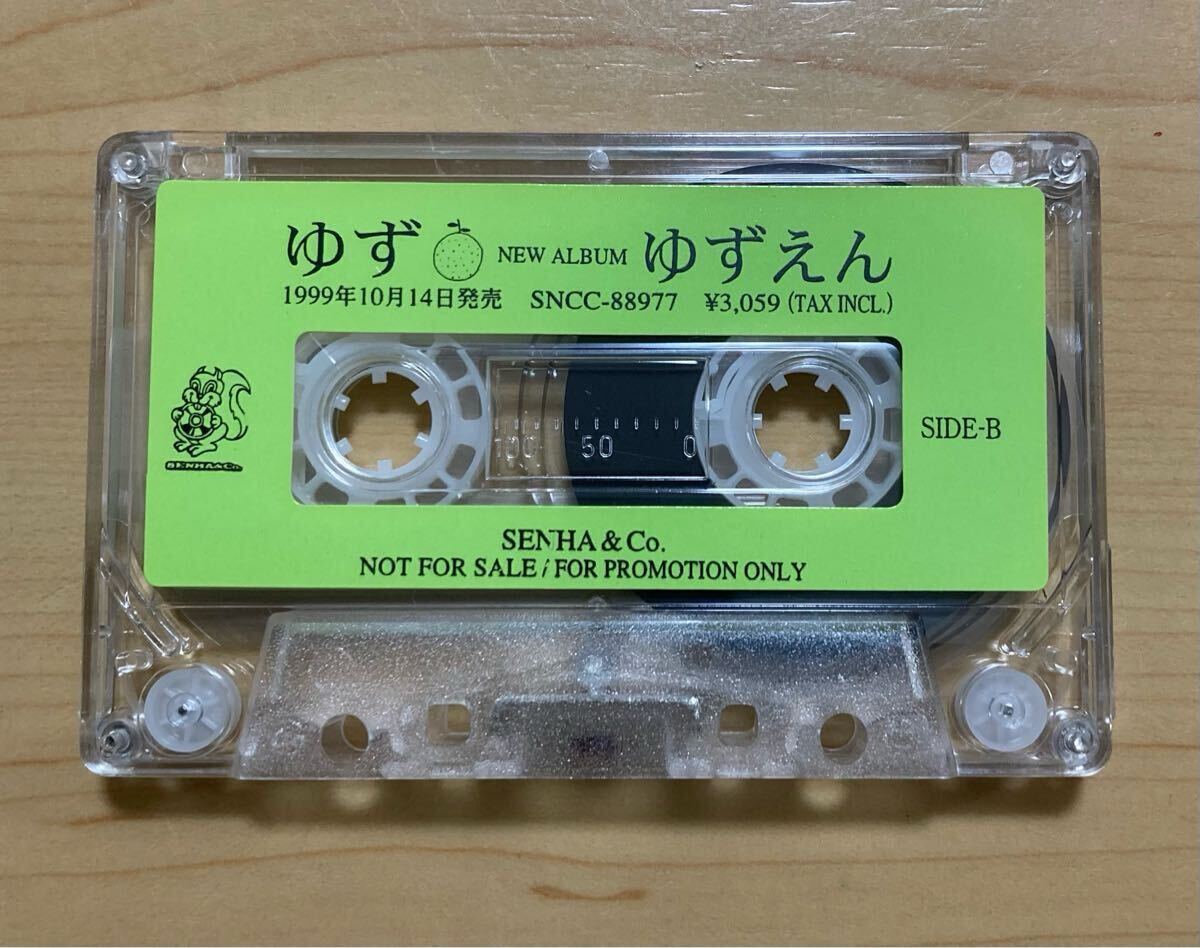 ゆず NEW ALBUM ゆずえん
1999年10月14日発売 SNCC-88977 ¥3,059 (TAX INCL.)
SENHA&Co.
100 50 0
SIDE-B
SENHA & Co.
NOT FOR SALE / FOR PROMOTION ONLY